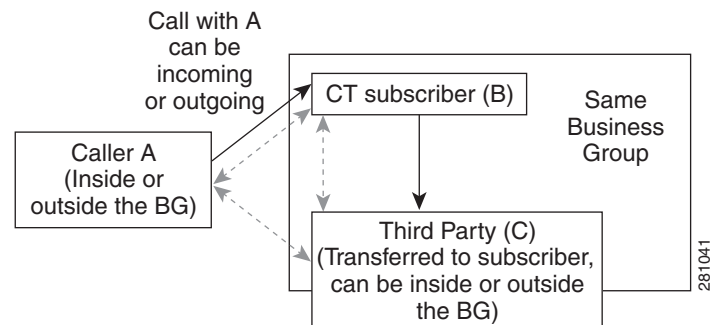 Call with A
can be
incoming
or outgoing
CT subscriber (B)
Same
Business
Group
Caller A
(Inside or
outside the BG)
Third Party (C)
(Transferred to subscriber,
can be inside or outside
the BG)
281041